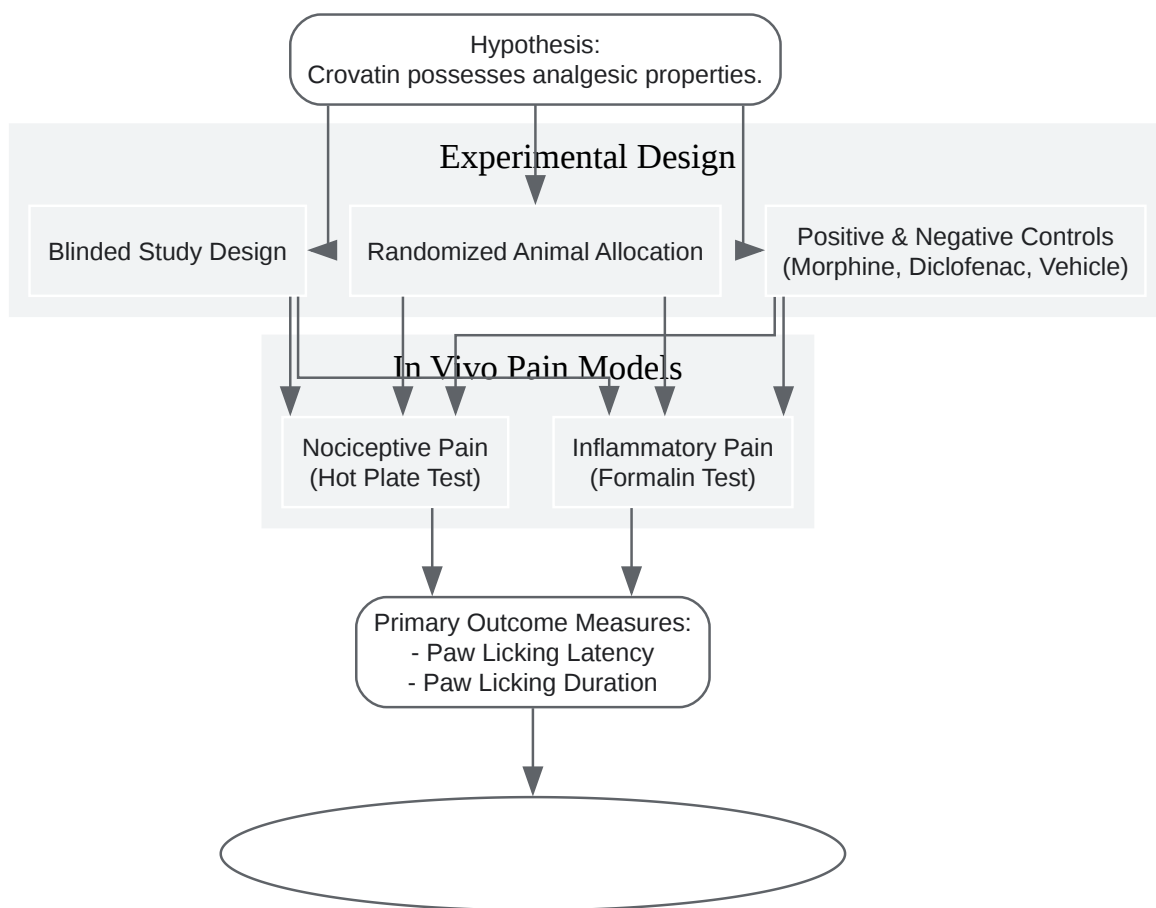 Hypothesis:
Crovatin possesses analgesic properties.
Experimental Design
Blinded Study Design
Randomized Animal Allocation
Positive & Negative Controls
(Morphine, Diclofenac, Vehicle)
In Vivo Pain Models
Nociceptive Pain
(Hot Plate Test)
Inflammatory Pain
(Formalin Test)
Primary Outcome Measures:
- Paw Licking Latency
- Paw Licking Duration